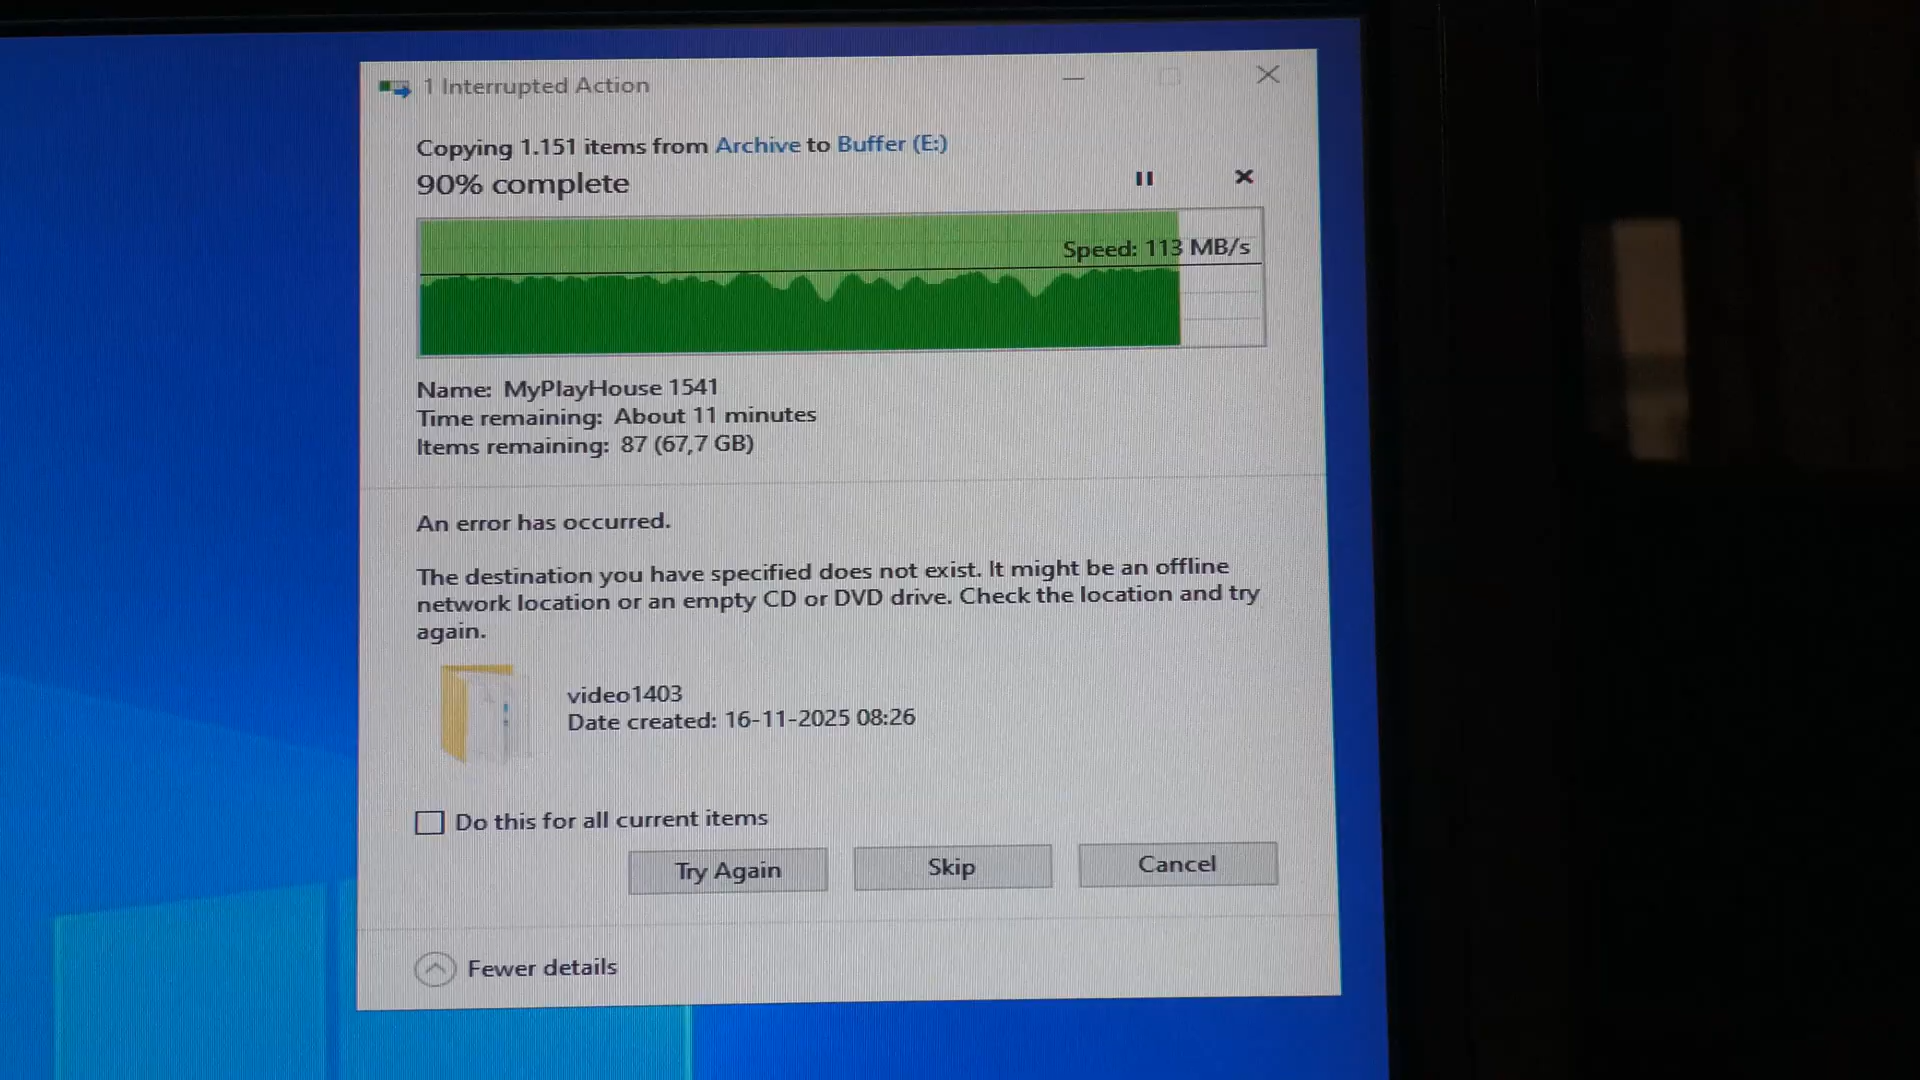 1 Interrupted Action
Copying 1.151 items from Archive to Buffer (E:)
90% complete
Speed: 113 MB/s
Name: MyPlayHouse 1541
Time remaining: About 11 minutes
Items remaining: 87 (67,7 GB)
An error has occurred.
The destination you have specified does not exist. It might be an offline
network location or an empty CD or DVD drive. Check the location and try
again.
video1403
Date created: 16-11-2025 08:26
Do this for all current items
Try Again
Skip
Cancel
Fewer details